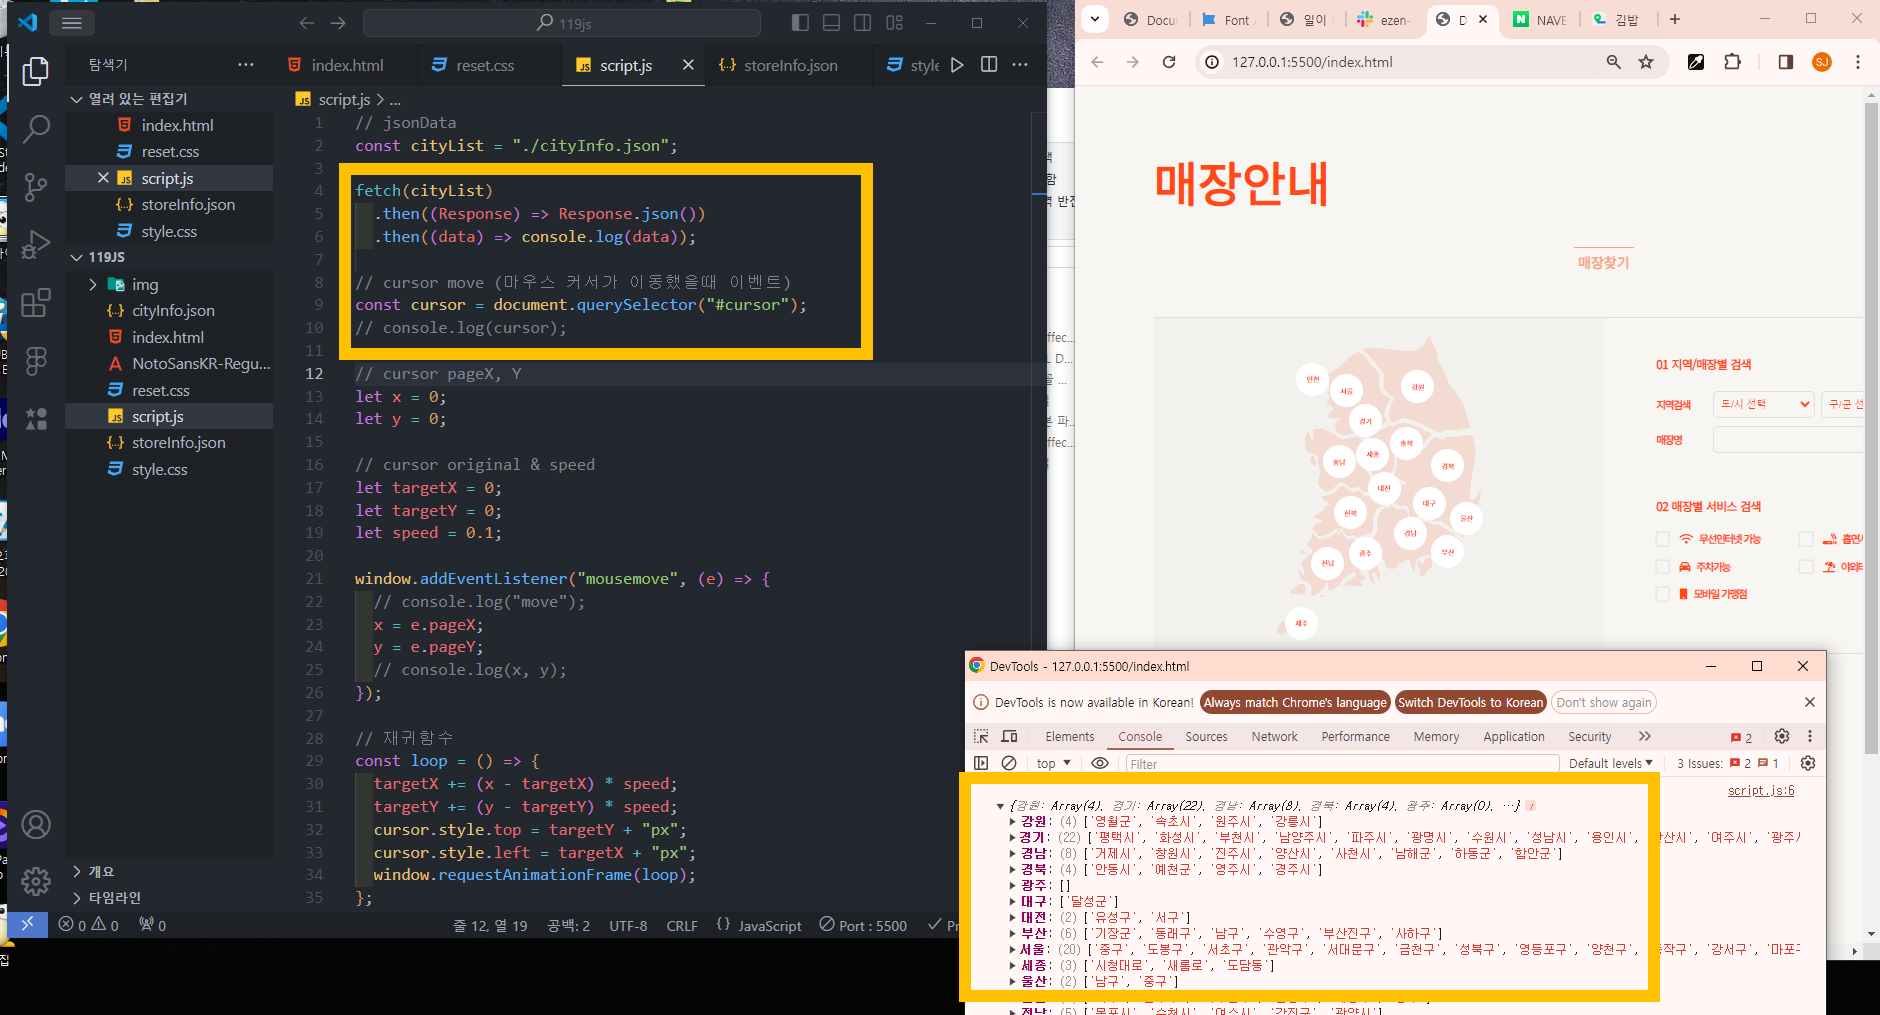 119js
탐색기
index.html
reset.css
script.js
storeInfo.json
style
열려 있는 편집기
index.html
reset.css
script.js
storeInfo.json
style.css
119JS
img
cityInfo.json
index.html
NotoSansKR-Regu...
reset.css
script.js
storeInfo.json
style.css
개요
타임라인
script.js > ...
1 // jsonData
2 const cityList = "./cityInfo.json";
3
4 fetch(cityList)
5 .then((Response) => Response.json())
6 .then((data) => console.log(data));
7
8 // cursor move (마우스 커서가 이동했을때 이벤트)
9 const cursor = document.querySelector("#cursor");
10 // console.log(cursor);
11
12 // cursor pageX, Y
13 let x = 0;
14 let y = 0;
15
16 // cursor original & speed
17 let targetX = 0;
18 let targetY = 0;
19 let speed = 0.1;
20
21 window.addEventListener("mousemove", (e) => {
22 // console.log("move");
23 x = e.pageX;
24 y = e.pageY;
25 // console.log(x, y);
26 });
27
28 // 재귀함수
29 const loop = () => {
30 targetX += (x - targetX) * speed;
31 targetY += (y - targetY) * speed;
32 cursor.style.top = targetY + "px";
33 cursor.style.left = targetX + "px";
34 window.requestAnimationFrame(loop);
35 };
0 0 0
줄 12, 열 19 공백: 2 UTF-8 CRLF {} JavaScript Port : 5500
Docu Font 일이 ezen- D NAVE 김밥
127.0.0.1:5500/index.html
SJ
매장안내
매장찾기
인천
서울
강원
경기
충북
세종
충남
경북
대전
대구
전북
울산
경남
부산
광주
전남
제주
01 지역/매장별 검색
지역검색 도/시 선택 구/군 선
매장명
02 매장별 서비스 검색
무선인터넷 가능 흡연시
주차가능 야외테
모바일 가맹점
DevTools - 127.0.0.1:5500/index.html
DevTools is now available in Korean! Always match Chrome's language Switch DevTools to Korean Don't show again
Elements Console Sources Network Performance Memory Application Security 2
top Filter Default levels 3 Issues: 2 1
script.js:6
{강원: Array(4), 경기: Array(22), 경남: Array(8), 경북: Array(4), 광주: Array(0), …}
강원: (4) ['영월군', '속초시', '원주시', '강릉시']
경기: (22) ['평택시', '화성시', '부천시', '남양주시', '파주시', '광명시', '수원시', '성남시', '용인시', 안산시', '여주시', '광주시
경남: (8) ['거제시', '창원시', '진주시', '양산시', '사천시', '남해군', '하동군', '함안군']
경북: (4) ['안동시', '예천군', '영주시', '경주시']
광주: []
대구: ['달성군']
대전: (2) ['유성구', '서구']
부산: (6) ['기장군', '동래구', '남구', '수영구', '부산진구', '사하구']
서울: (20) ['중구', '도봉구', '서초구', '관악구', '서대문구', '금천구', '성북구', '영등포구', '양천구', 동작구', '강서구', '마포구
세종: (3) ['시청대로', '새롬로', '도담동']
울산: (2) ['남구', '중구']
전남: (5) ['목포시', '순천시', '여수시', '강진군', '광양시']